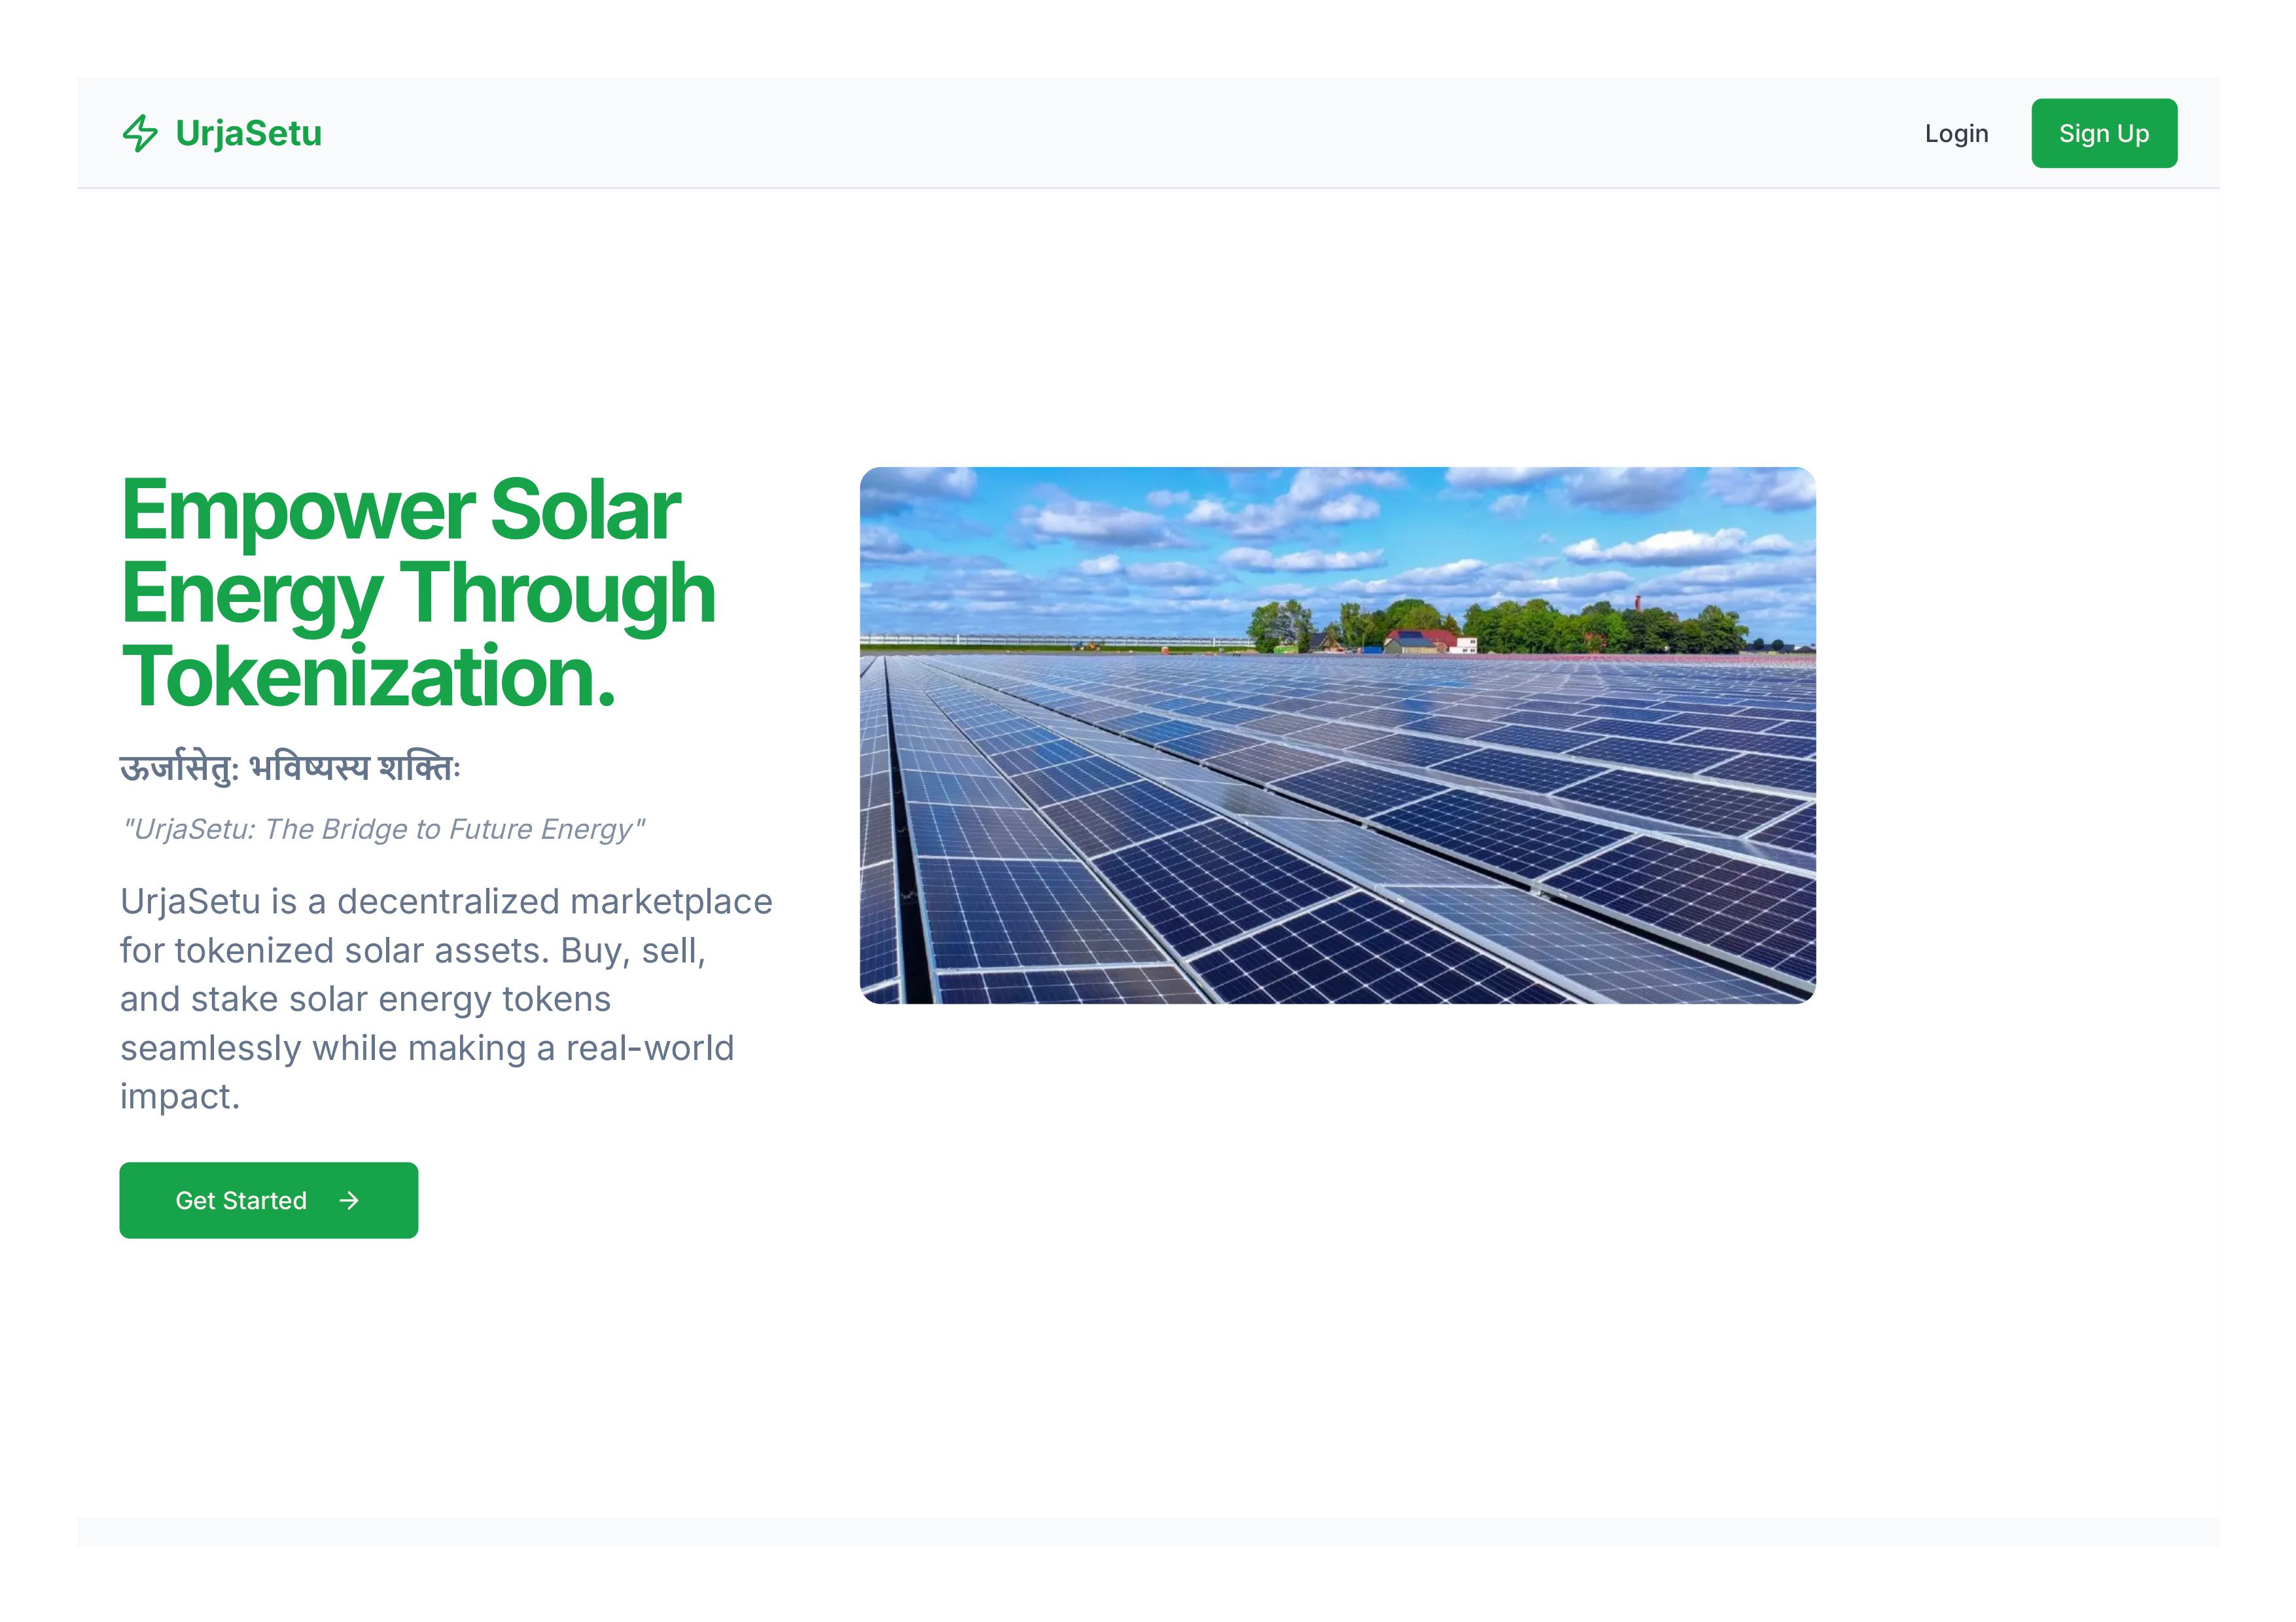 UrjaSetu
Login
Sign Up
Empower Solar
Energy Through
Tokenization.
ऊर्जासेतु: भविष्यस्य शक्तिः
"UrjaSetu: The Bridge to Future Energy"
UrjaSetu is a decentralized marketplace
for tokenized solar assets. Buy, sell,
and stake solar energy tokens
seamlessly while making a real-world
impact.
Get Started